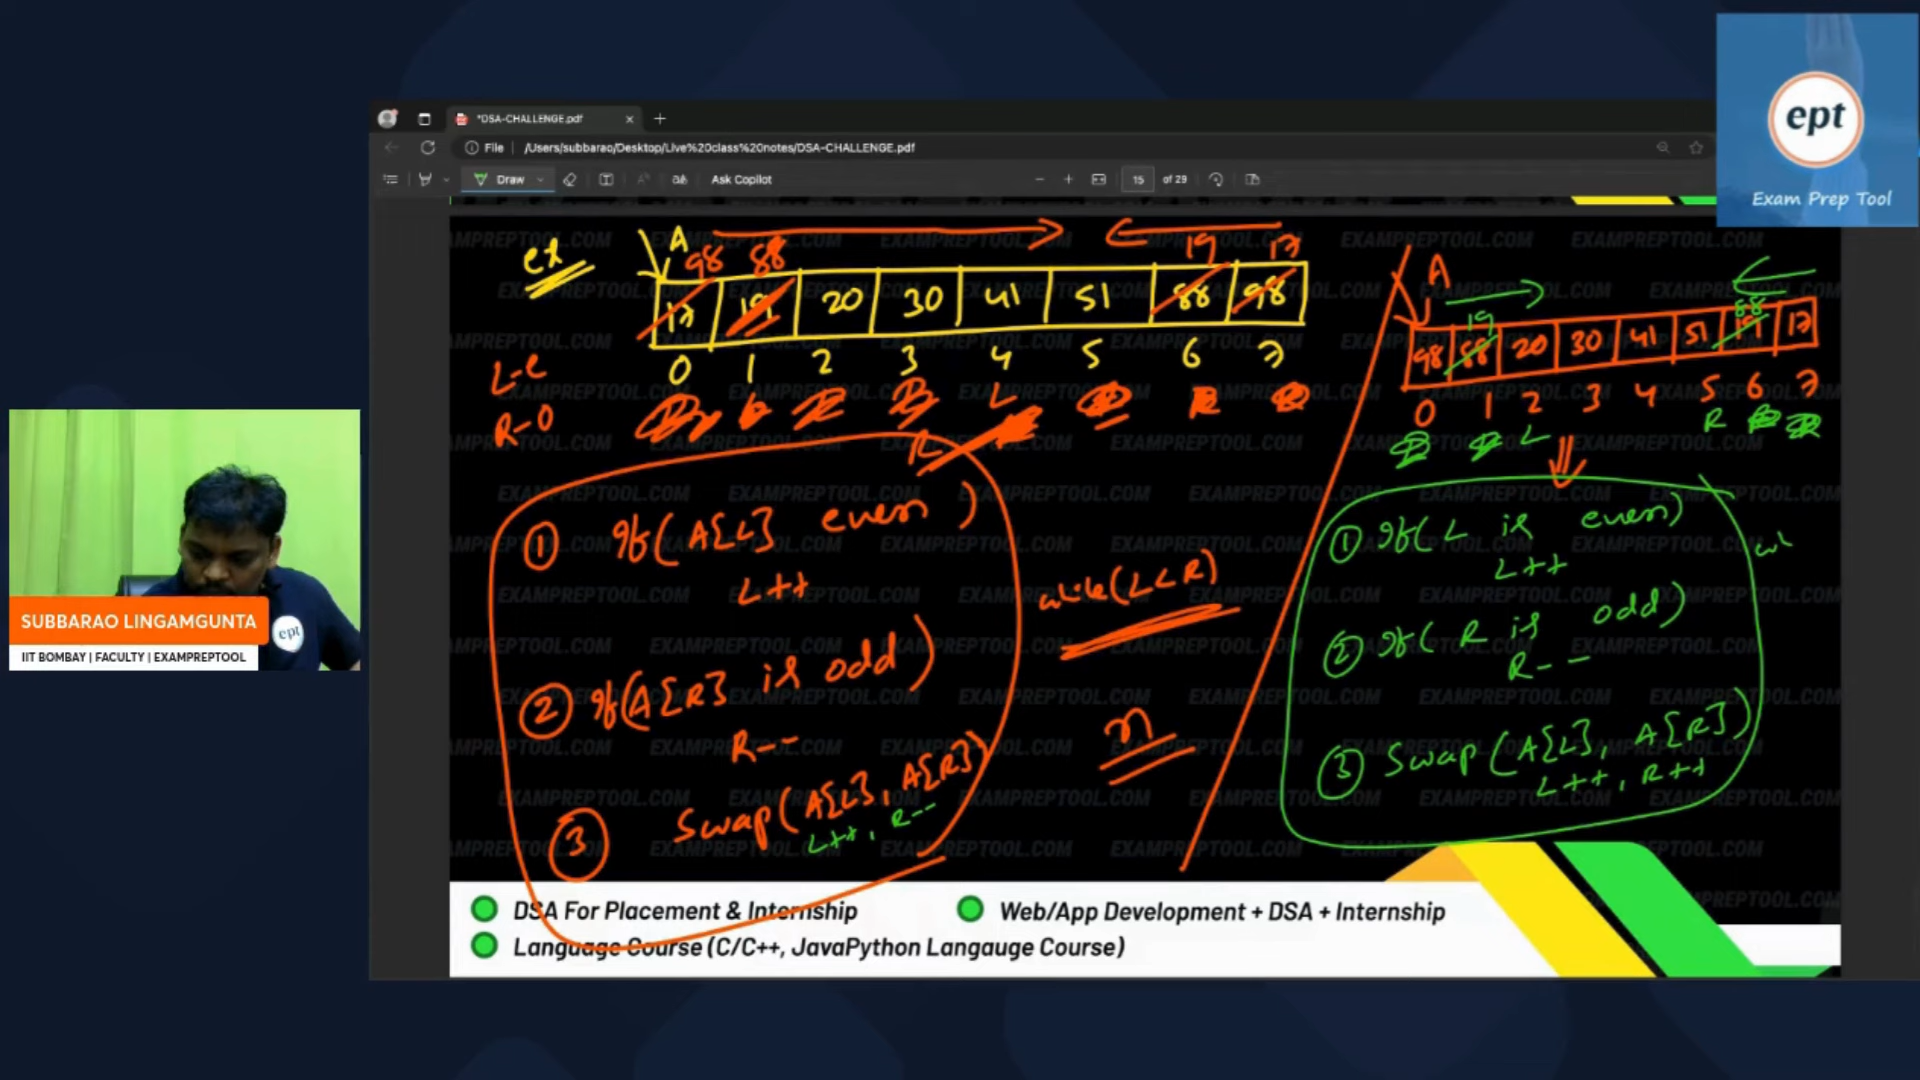 ept
Exam Prep Tool
*DSA-CHALLENGE.pdf
File | /Users/subbarao/Desktop/Live%20class%20notes/DSA-CHALLENGE.pdf
Draw
Ask Copilot
15 of 29
ex
A
98 88 19 17
17 19 20 30 41 51 88 98
0 1 2 3 4 5 6 7
L-e
R-0
L
R
① If(A[L] even)
L++
② If(A[R] is odd)
R--
③ Swap(A[L], A[R])
L++, R--
while(L<R)
n
A
19 88
98 88 20 30 41 51 19 17
0 1 2 3 4 5 6 7
L R
① If(L is even)
L++
② If(R is odd)
R--
③ Swap(A[L], A[R])
L++, R++
SUBBARAO LINGAMGUNTA
ept
IIT BOMBAY | FACULTY | EXAMPREPTOOL
DSA For Placement & Internship
Web/App Development + DSA + Internship
Language Course (C/C++, JavaPython Langauge Course)
EXAMPREPTOOL.COM